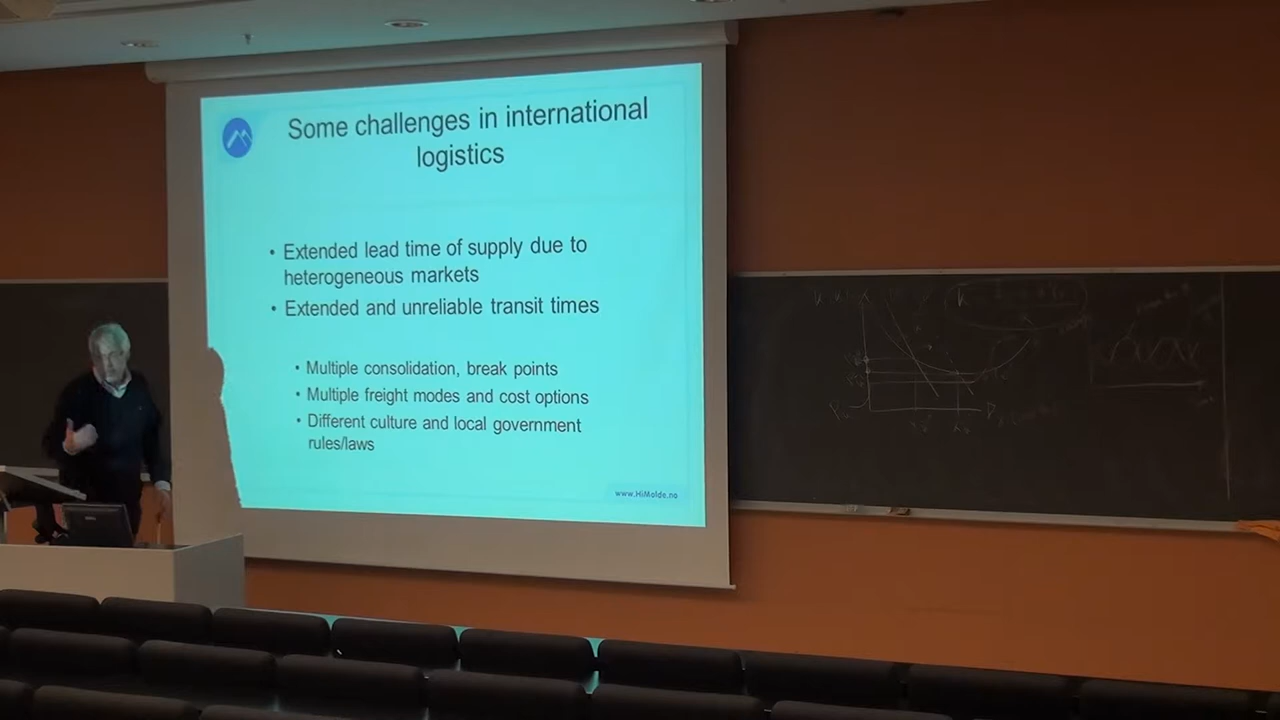 Some challenges in international
logistics
• Extended lead time of supply due to
heterogeneous markets
• Extended and unreliable transit times
• Multiple consolidation, break points
• Multiple freight modes and cost options
• Different culture and local government
rules/laws
www.HiMolde.no